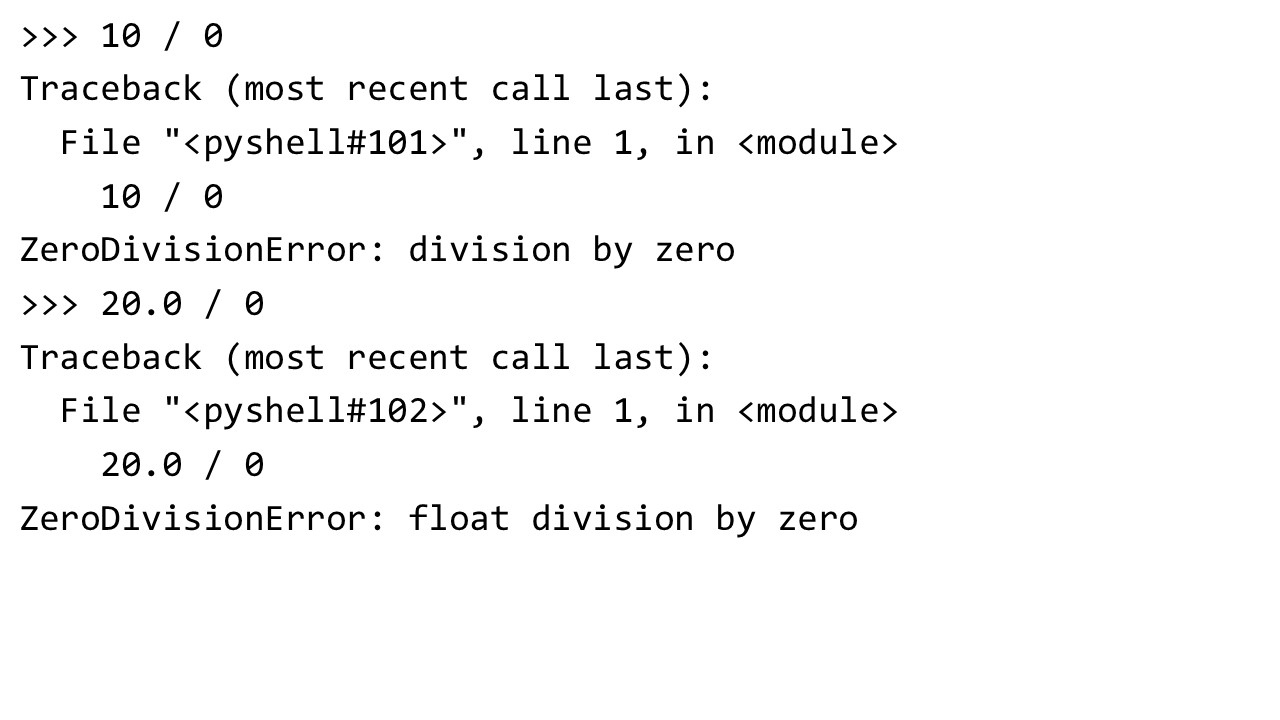 >>> 10 / 0
Traceback (most recent call last):
  File "<pyshell#101>", line 1, in <module>
    10 / 0
ZeroDivisionError: division by zero
>>> 20.0 / 0
Traceback (most recent call last):
  File "<pyshell#102>", line 1, in <module>
    20.0 / 0
ZeroDivisionError: float division by zero